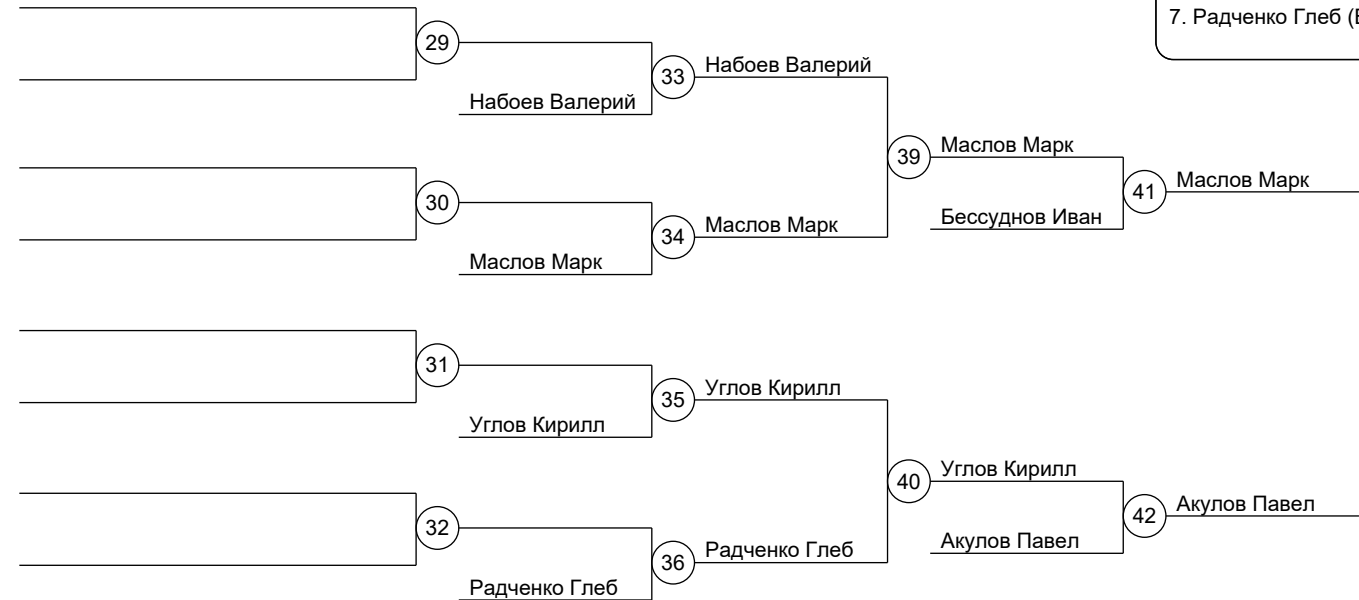 7. Радченко Глеб (
29
33
Набоев Валерий
Набоев Валерий
39
Маслов Марк
30
41
Маслов Марк
34
Маслов Марк
Бессуднов Иван
Маслов Марк
31
35
Углов Кирилл
Углов Кирилл
40
Углов Кирилл
32
42
Акулов Павел
36
Радченко Глеб
Акулов Павел
Радченко Глеб